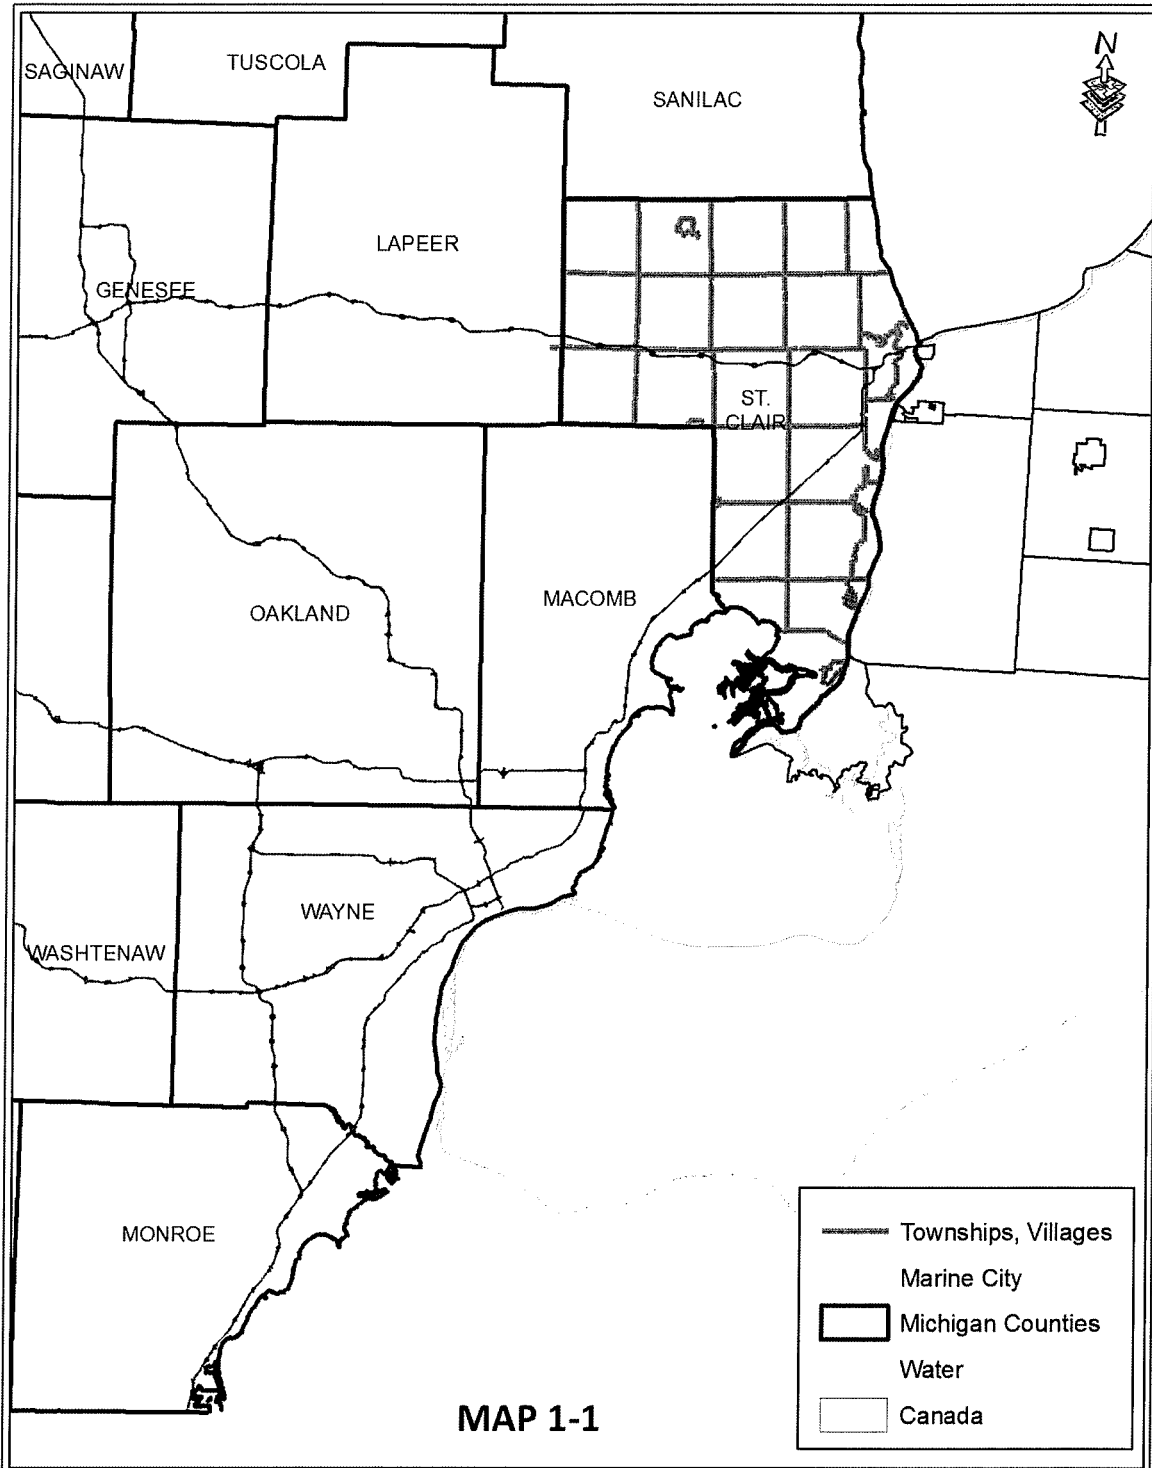 N
SAGINAW
TUSCOLA
SANILAC
LAPEER
GENESEE
ST.
CLAIR
OAKLAND
MACOMB
WAYNE
WASHTENAW
MONROE
Townships, Villages
Marine City
Michigan Counties
Water
Canada
MAP 1-1